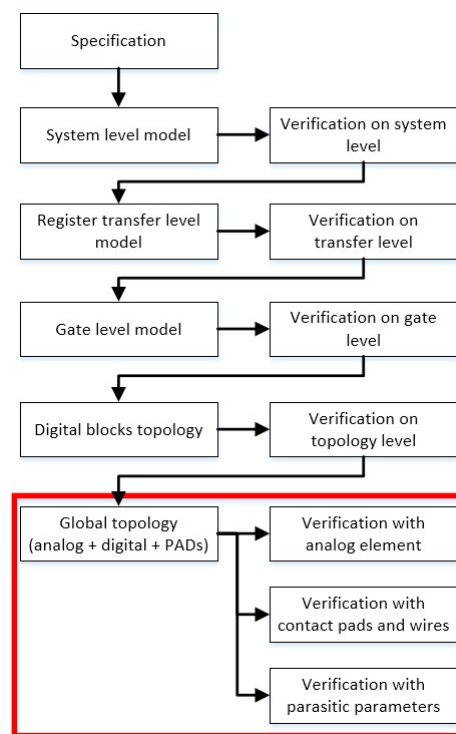 Specification
System level model
Verification on system
level
Register transfer level
model
Verification on
transfer level
Gate level model
Verification on gate
level
Digital blocks topology
Verification on
topology level
Global topology
(analog + digital + PADs)
Verification with
analog element
Verification with
contact pads and wires
Verification with
parasitic parameters